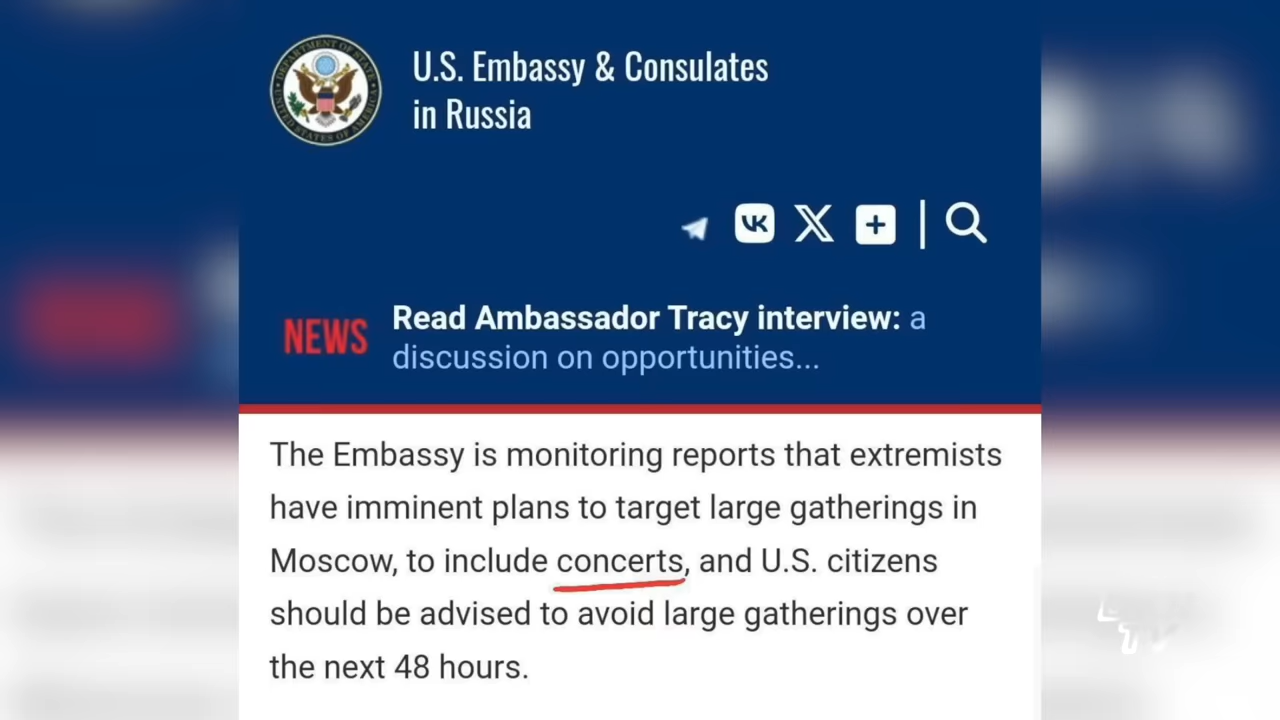 U.S. Embassy & Consulates
in Russia
NEWS
Read Ambassador Tracy interview: a
discussion on opportunities...
The Embassy is monitoring reports that extremists
have imminent plans to target large gatherings in
Moscow, to include concerts, and U.S. citizens
should be advised to avoid large gatherings over
the next 48 hours.